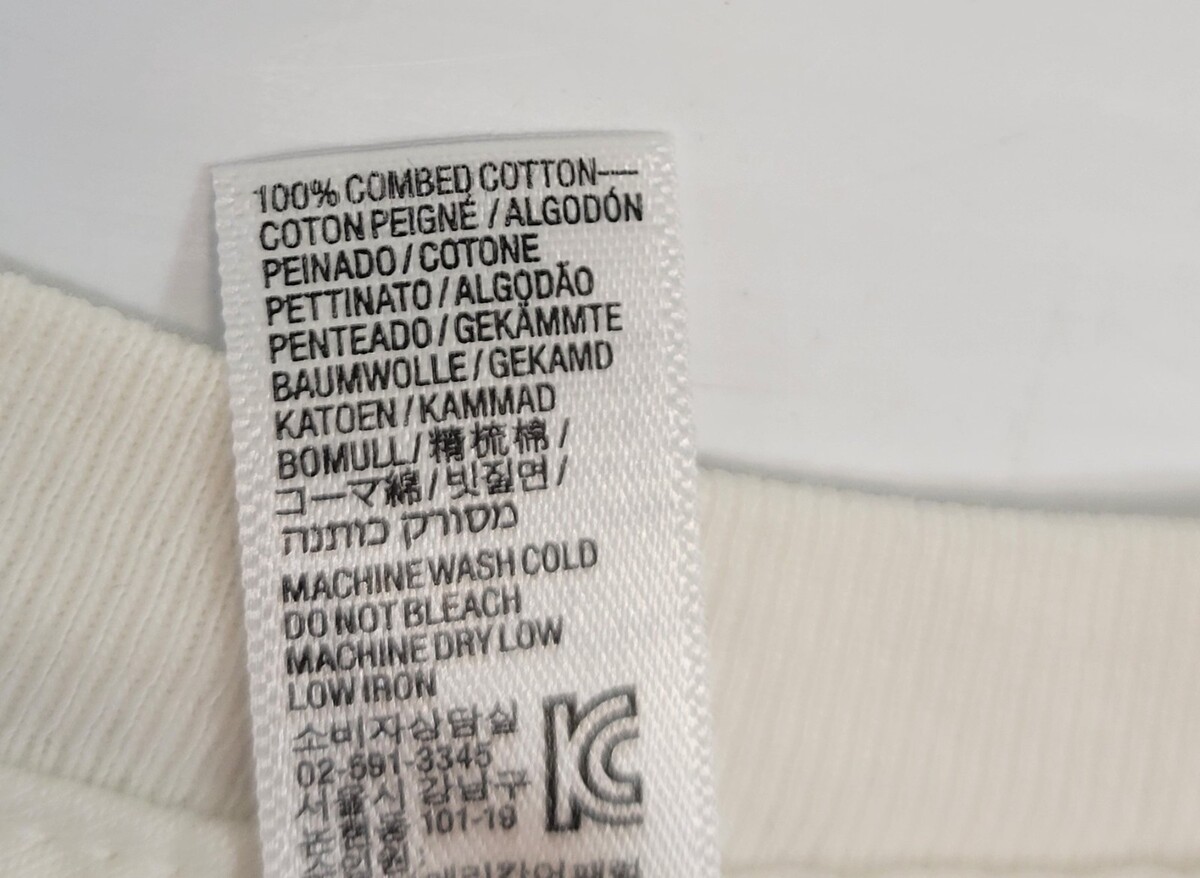 100% COMBED COTTON—
COTON PEIGNÉ / ALGODÓN
PEINADO / COTONE
PETTINATO / ALGODÃO
PENTEADO / GEKÄMMTE
BAUMWOLLE / GEKAMD
KATOEN / KAMMAD
BOMULL / 精梳棉 /
コーマ綿 / 빗질면 /
מסורק כותנה
MACHINE WASH COLD
DO NOT BLEACH
MACHINE DRY LOW
LOW IRON
소비자상담실
02-591-3345
서울시 강남구
101-19
KC